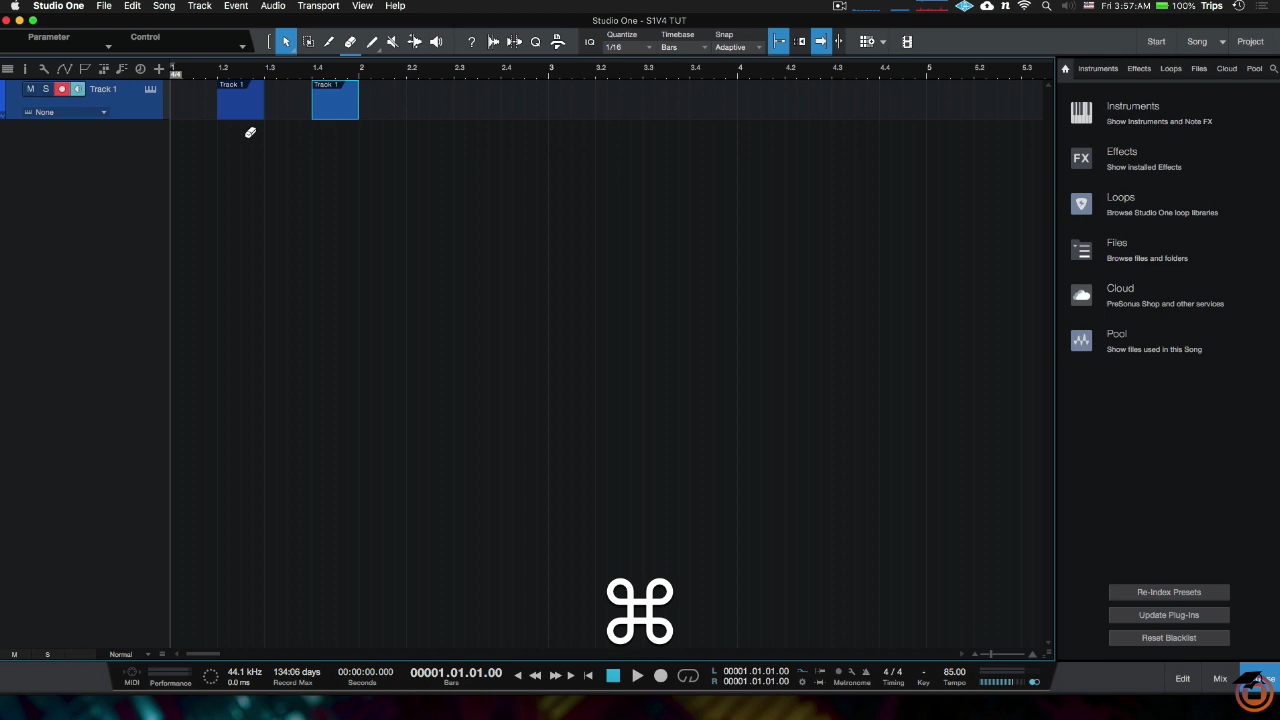 Studio One File Edit Song Track Event Audio Transport View Help Fri 3:57:AM 100% Trips
Studio One - S1V4 TUT
Parameter Control
IQ Quantize 1/16 Timebase Bars Snap Adaptive
Start Song Project
1 1.2 1.3 1.4 2 2.2 2.3 2.4 3 3.2 3.3 3.4 4 4.2 4.3 4.4 5 5.2 5.3
4/4
Instruments Effects Loops Files Cloud Pool
M S Track 1
None
Track 1 Track 1
Instruments
Show Instruments and Note FX
FX Effects
Show installed Effects
Loops
Browse Studio One loop libraries
Files
Browse files and folders
Cloud
PreSonus Shop and other services
Pool
Show files used in this Song
Re-Index Presets
Update Plug-Ins
Reset Blacklist
⌘
M S Normal
MIDI Performance
44.1 kHz
0.0 ms
134:06 days
Record Max
00:00:00.000
Seconds
00001.01.01.00
Bars
L 00001.01.01.00
R 00001.01.01.00
Metronome
4 / 4
Timing
-
Key
85.00
Tempo
Edit Mix